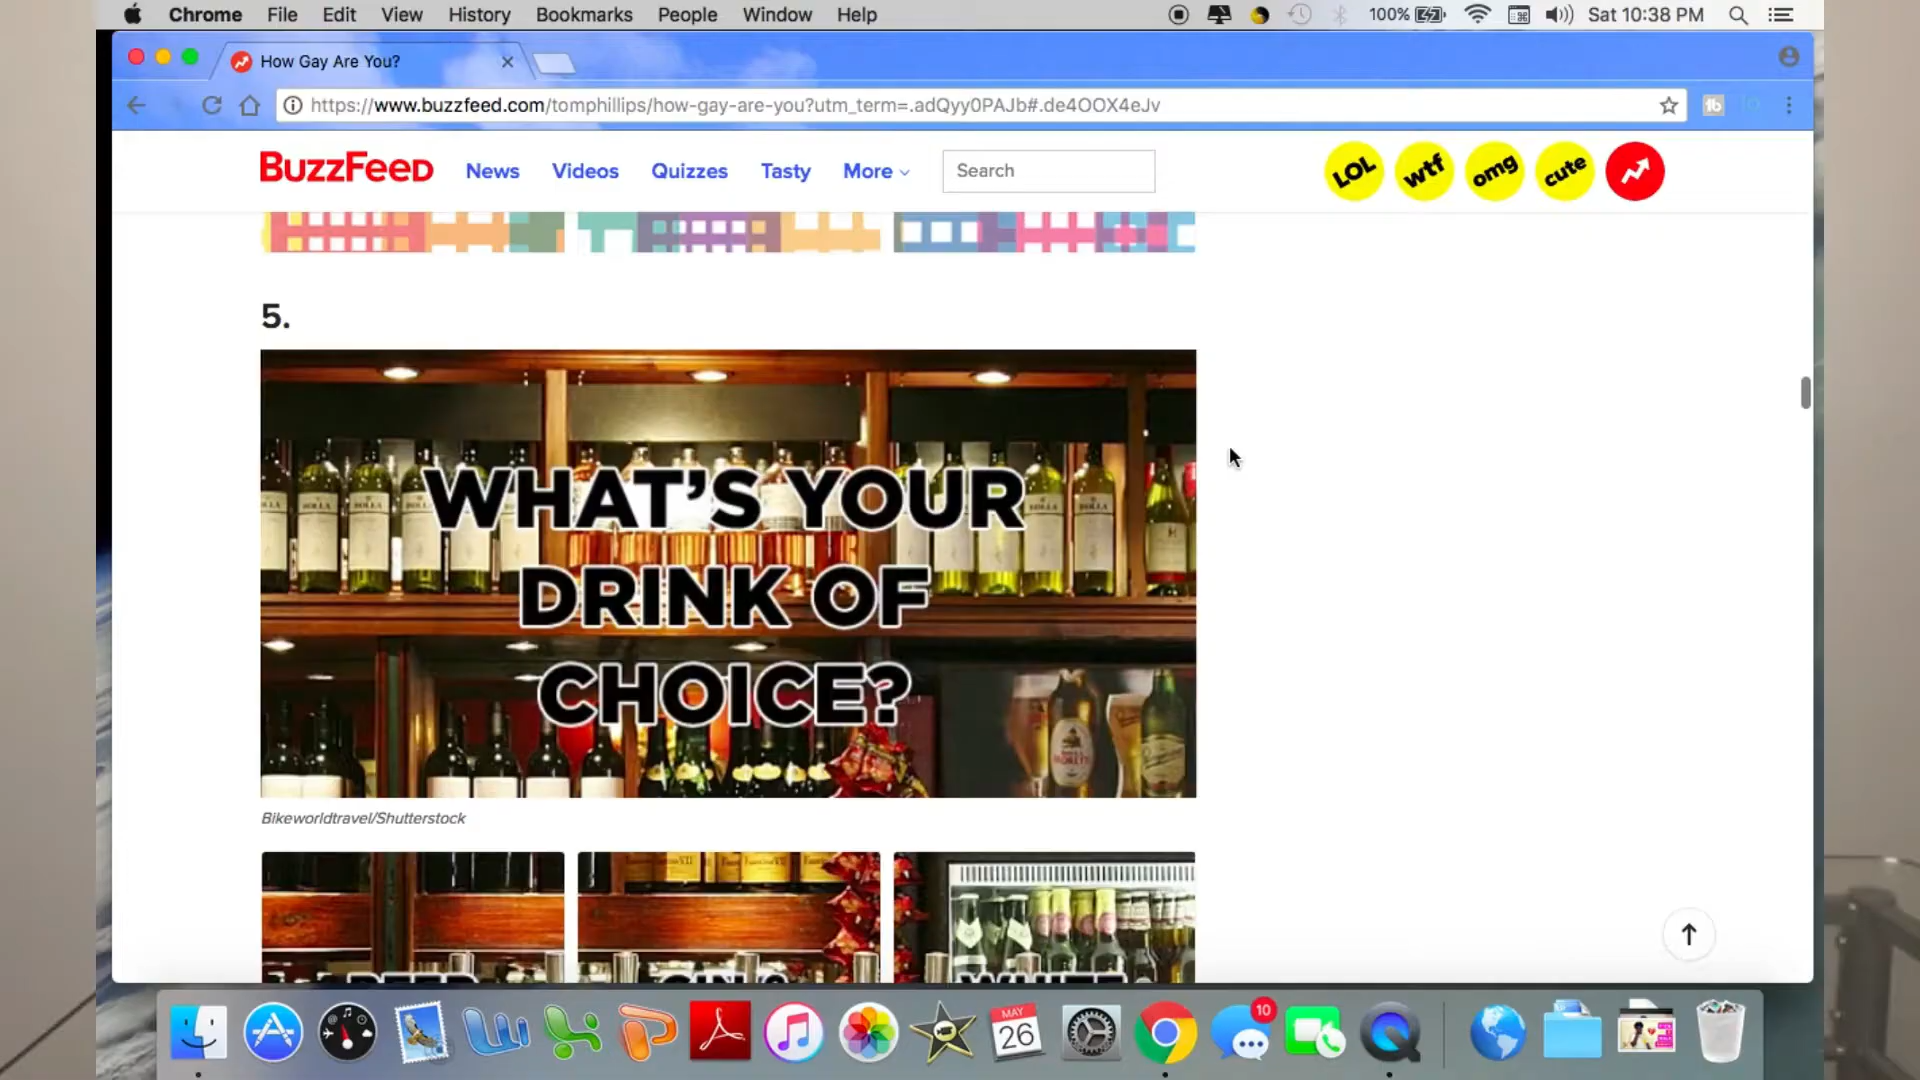 Chrome File Edit View History Bookmarks People Window Help
100% Sat 10:38 PM
How Gay Are You?
https://www.buzzfeed.com/tomphillips/how-gay-are-you?utm_term=.adQyy0PAJb#.de4OOX4eJv
BuzzFeed News Videos Quizzes Tasty More Search LOL wtf omg cute
5.
WHAT'S YOUR
DRINK OF
CHOICE?
Bikeworldtravel/Shutterstock
MAY
26
10